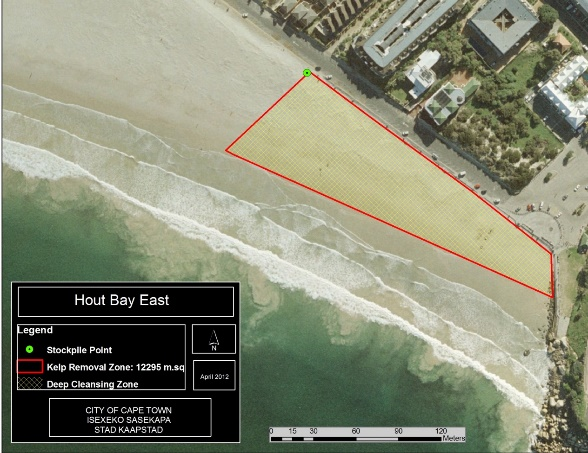 Hout Bay East
Legend
Stockpile Point
Kelp Removal Zone: 12295 m.sq
Deep Cleansing Zone
N
April 2012
CITY OF CAPE TOWN
ISEXEKO SASEKAPA
STAD KAAPSTAD
0 15 30 60 90 120
Meters